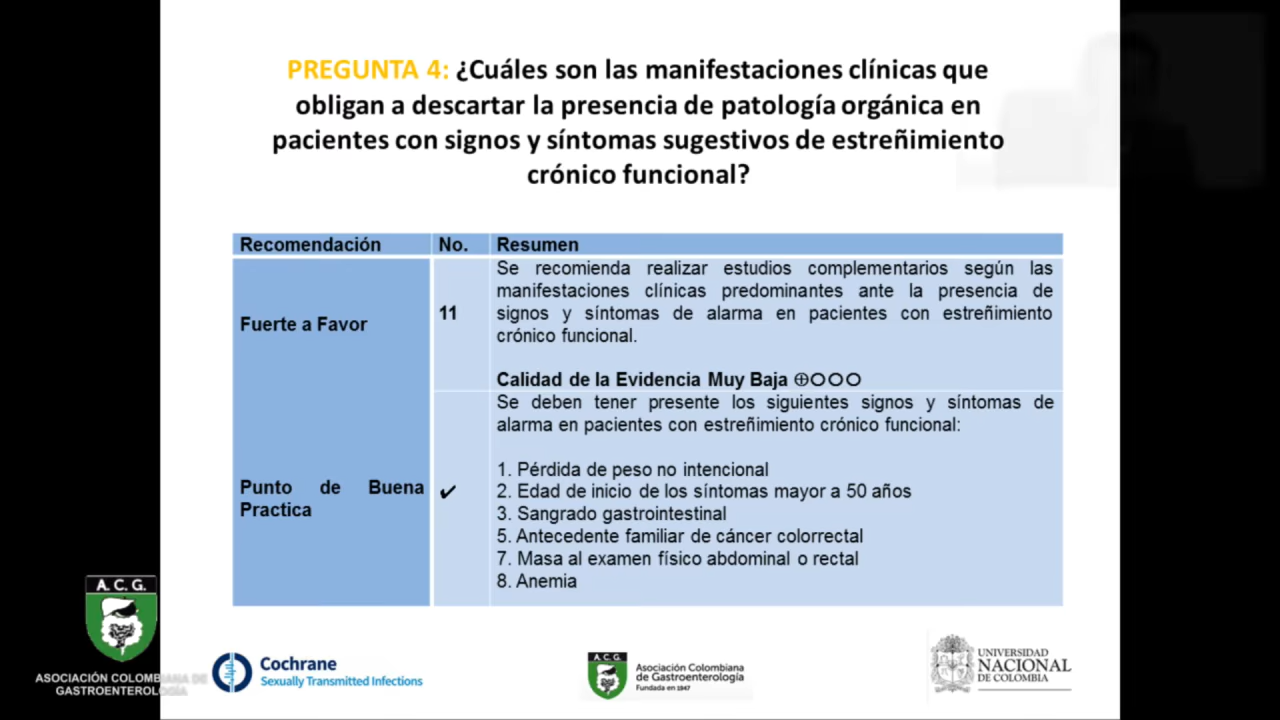 PREGUNTA 4: ¿Cuáles son las manifestaciones clínicas que
obligan a descartar la presencia de patología orgánica en
pacientes con signos y síntomas sugestivos de estreñimiento
crónico funcional?
Recomendación No. Resumen
Fuerte a Favor
11
Se recomienda realizar estudios complementarios según las
manifestaciones clínicas predominantes ante la presencia de
signos y síntomas de alarma en pacientes con estreñimiento
crónico funcional.
Calidad de la Evidencia Muy Baja ⊕○○○
Punto de Buena
Practica
✔
Se deben tener presente los siguientes signos y síntomas de
alarma en pacientes con estreñimiento crónico funcional:
1. Pérdida de peso no intencional
2. Edad de inicio de los síntomas mayor a 50 años
3. Sangrado gastrointestinal
5. Antecedente familiar de cáncer colorrectal
7. Masa al examen físico abdominal o rectal
8. Anemia
A. C. G.
ASOCIACIÓN COLOMBIANA DE
GASTROENTEROLOGÍA
Cochrane
Sexually Transmitted Infections
A. C. G.
Asociación Colombiana
de Gastroenterología
Fundada en 1947
UNIVERSIDAD
NACIONAL
DE COLOMBIA